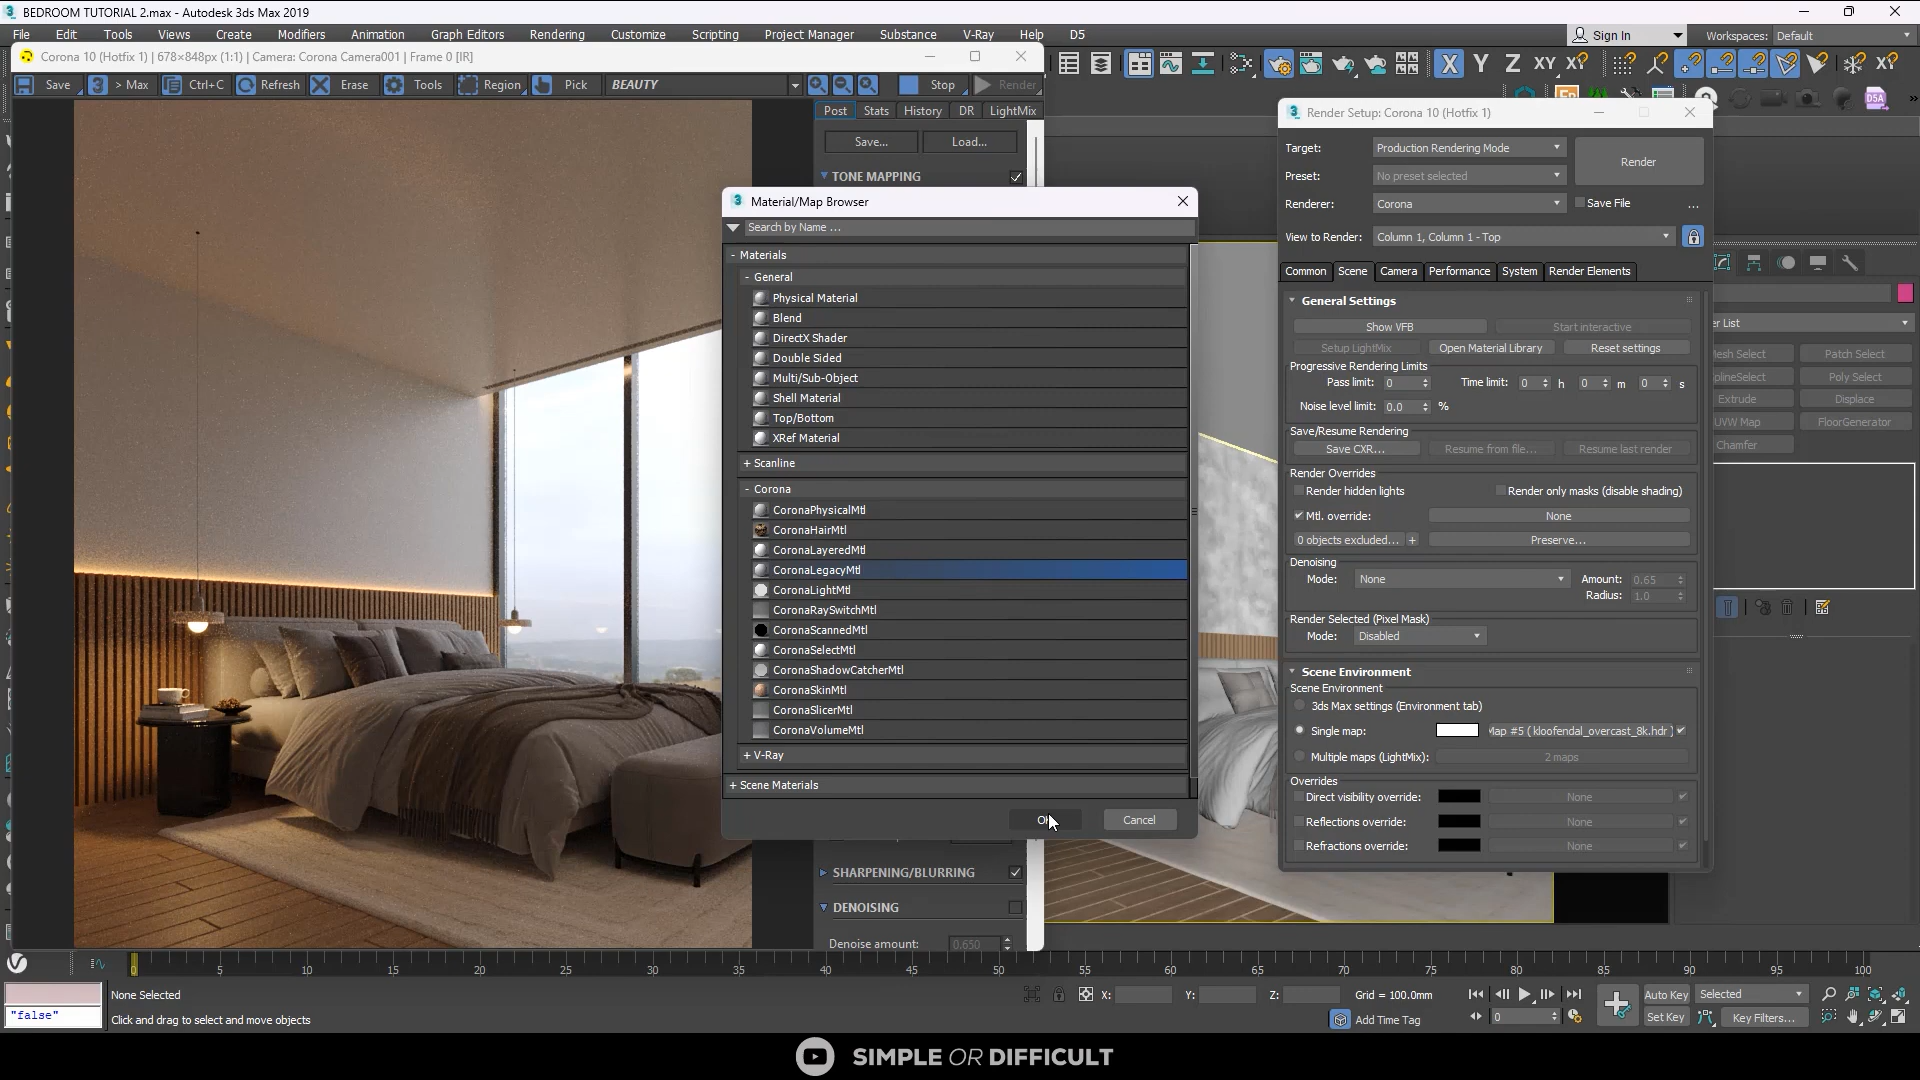 BEDROOM TUTORIAL 2.max - Autodesk 3ds Max 2019
File Edit Tools Views Create Modifiers Animation Graph Editors Rendering Customize Scripting Project Manager Substance V-Ray Help D5
Sign In Workspaces: Default
Corona 10 (Hotfix 1) | 678×848px (1:1) | Camera: Corona Camera001 | Frame 0 [IR]
Save > Max Ctrl+C Refresh Erase Tools Region Pick BEAUTY Stop Render
X Y Z XY XY
XY
Post Stats History DR LightMix
Save... Load...
TONE MAPPING
Material/Map Browser
Search by Name ...
- Materials
- General
Physical Material
Blend
DirectX Shader
Double Sided
Multi/Sub-Object
Shell Material
Top/Bottom
XRef Material
+ Scanline
- Corona
CoronaPhysicalMtl
CoronaHairMtl
CoronaLayeredMtl
CoronaLegacyMtl
CoronaLightMtl
CoronaRaySwitchMtl
CoronaScannedMtl
CoronaSelectMtl
CoronaShadowCatcherMtl
CoronaSkinMtl
CoronaSlicerMtl
CoronaVolumeMtl
+ V-Ray
+ Scene Materials
OK Cancel
SHARPENING/BLURRING
DENOISING
Denoise amount: 0.650
Render Setup: Corona 10 (Hotfix 1)
Target: Production Rendering Mode
Render
Preset: No preset selected
Renderer: Corona Save File ...
View to Render: Column 1, Column 1 - Top
Common Scene Camera Performance System Render Elements
General Settings
Show VFB Start interactive
Setup LightMix Open Material Library Reset settings
Progressive Rendering Limits
Pass limit: 0 Time limit: 0 h 0 m 0 s
Noise level limit: 0.0 %
Save/Resume Rendering
Save CXR... Resume from file... Resume last render
Render Overrides
Render hidden lights Render only masks (disable shading)
Mtl. override: None
0 objects excluded... + Preserve...
Denoising
Mode: None Amount: 0.65
Radius: 1.0
Render Selected (Pixel Mask)
Mode: Disabled
Scene Environment
Scene Environment
3ds Max settings (Environment tab)
Single map: Map #5 ( kloofendal_overcast_8k.hdr )
Multiple maps (LightMix): 2 maps
Overrides
Direct visibility override: None
Reflections override: None
Refractions override: None
D5A
er List
Mesh Select Patch Select
plineSelect Poly Select
Extrude Displace
UVW Map FloorGenerator
Chamfer
0 5 10 15 20 25 30 35 40 45 50 55 60 65 70 75 80 85 90 95 100
None Selected
"false"
Click and drag to select and move objects
X: Y: Z: Grid = 100.0mm
Add Time Tag
0
Auto Key Selected
Set Key Key Filters...
SIMPLE OR DIFFICULT